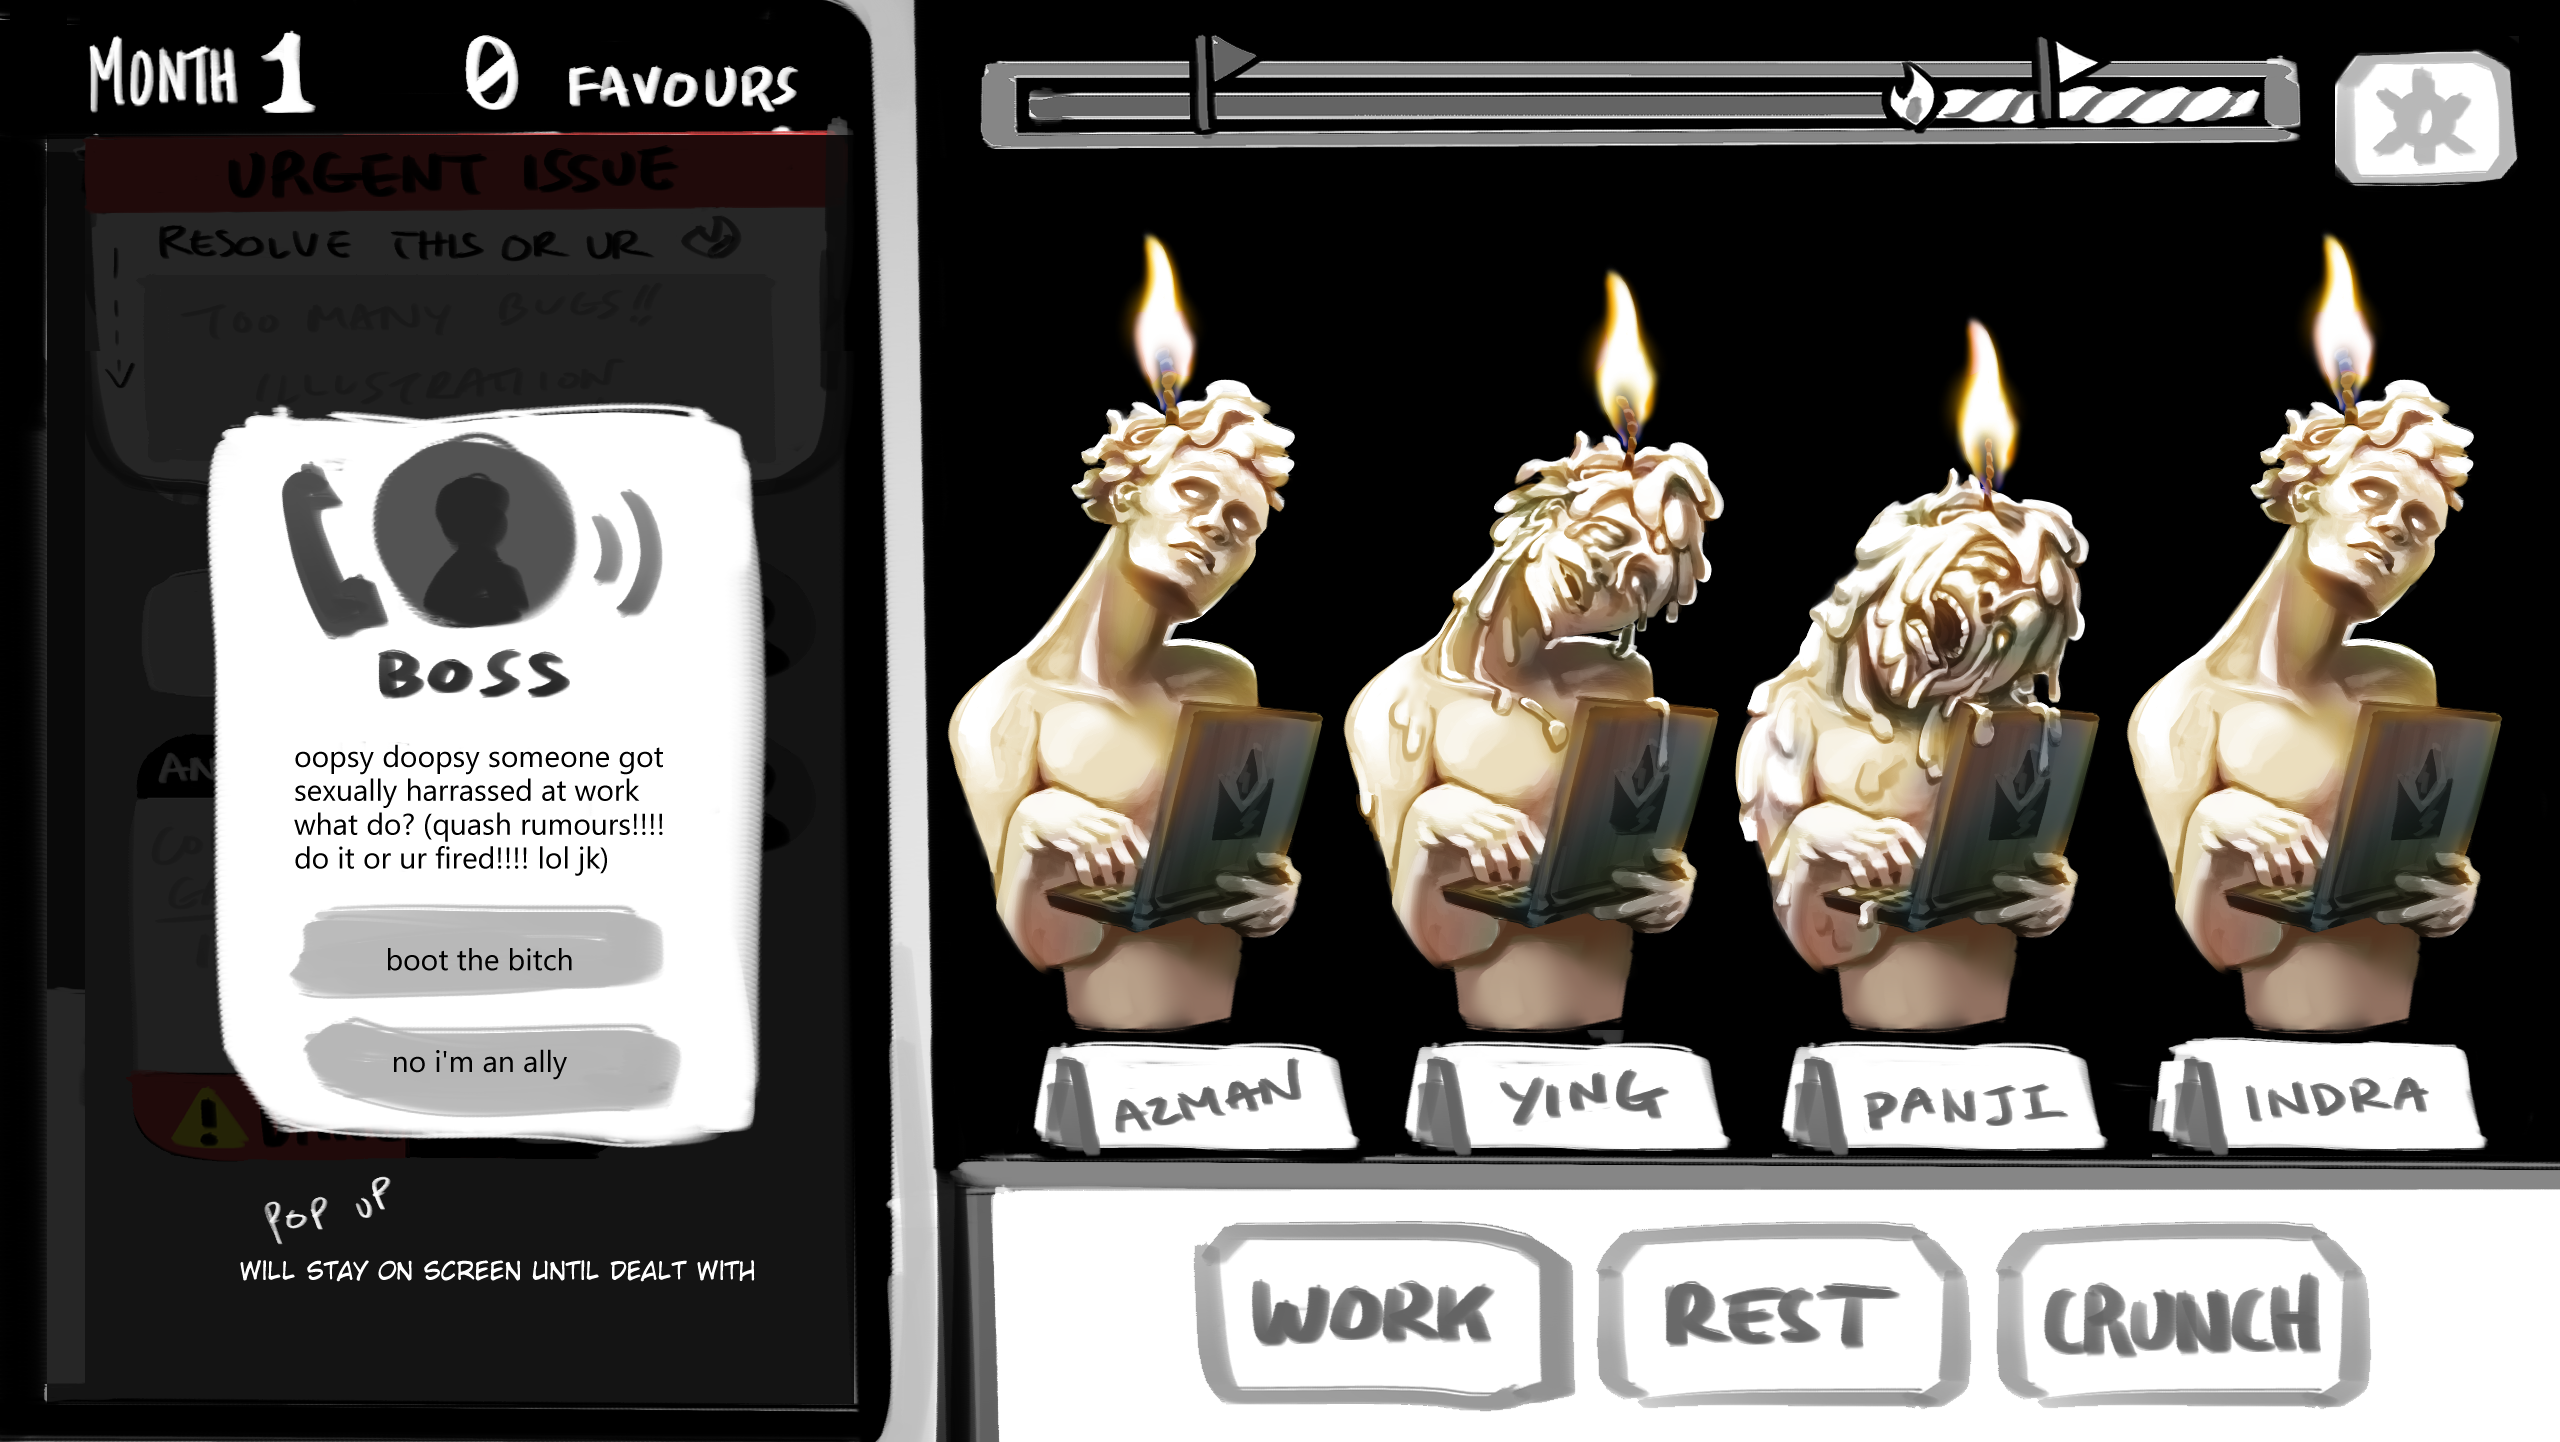 MONTH 1
0 FAVOURS
URGENT ISSUE
RESOLVE THIS OR UR
TOO MANY BUGS!!
ILLUSTRATION
BOSS
oopsy doopsy someone got
sexually harrassed at work
what do? (quash rumours!!!!
do it or ur fired!!!! lol jk)
boot the bitch
no i'm an ally
POP UP
WILL STAY ON SCREEN UNTIL DEALT WITH
AZMAN
YING
PANJI
INDRA
WORK
REST
CRUNCH